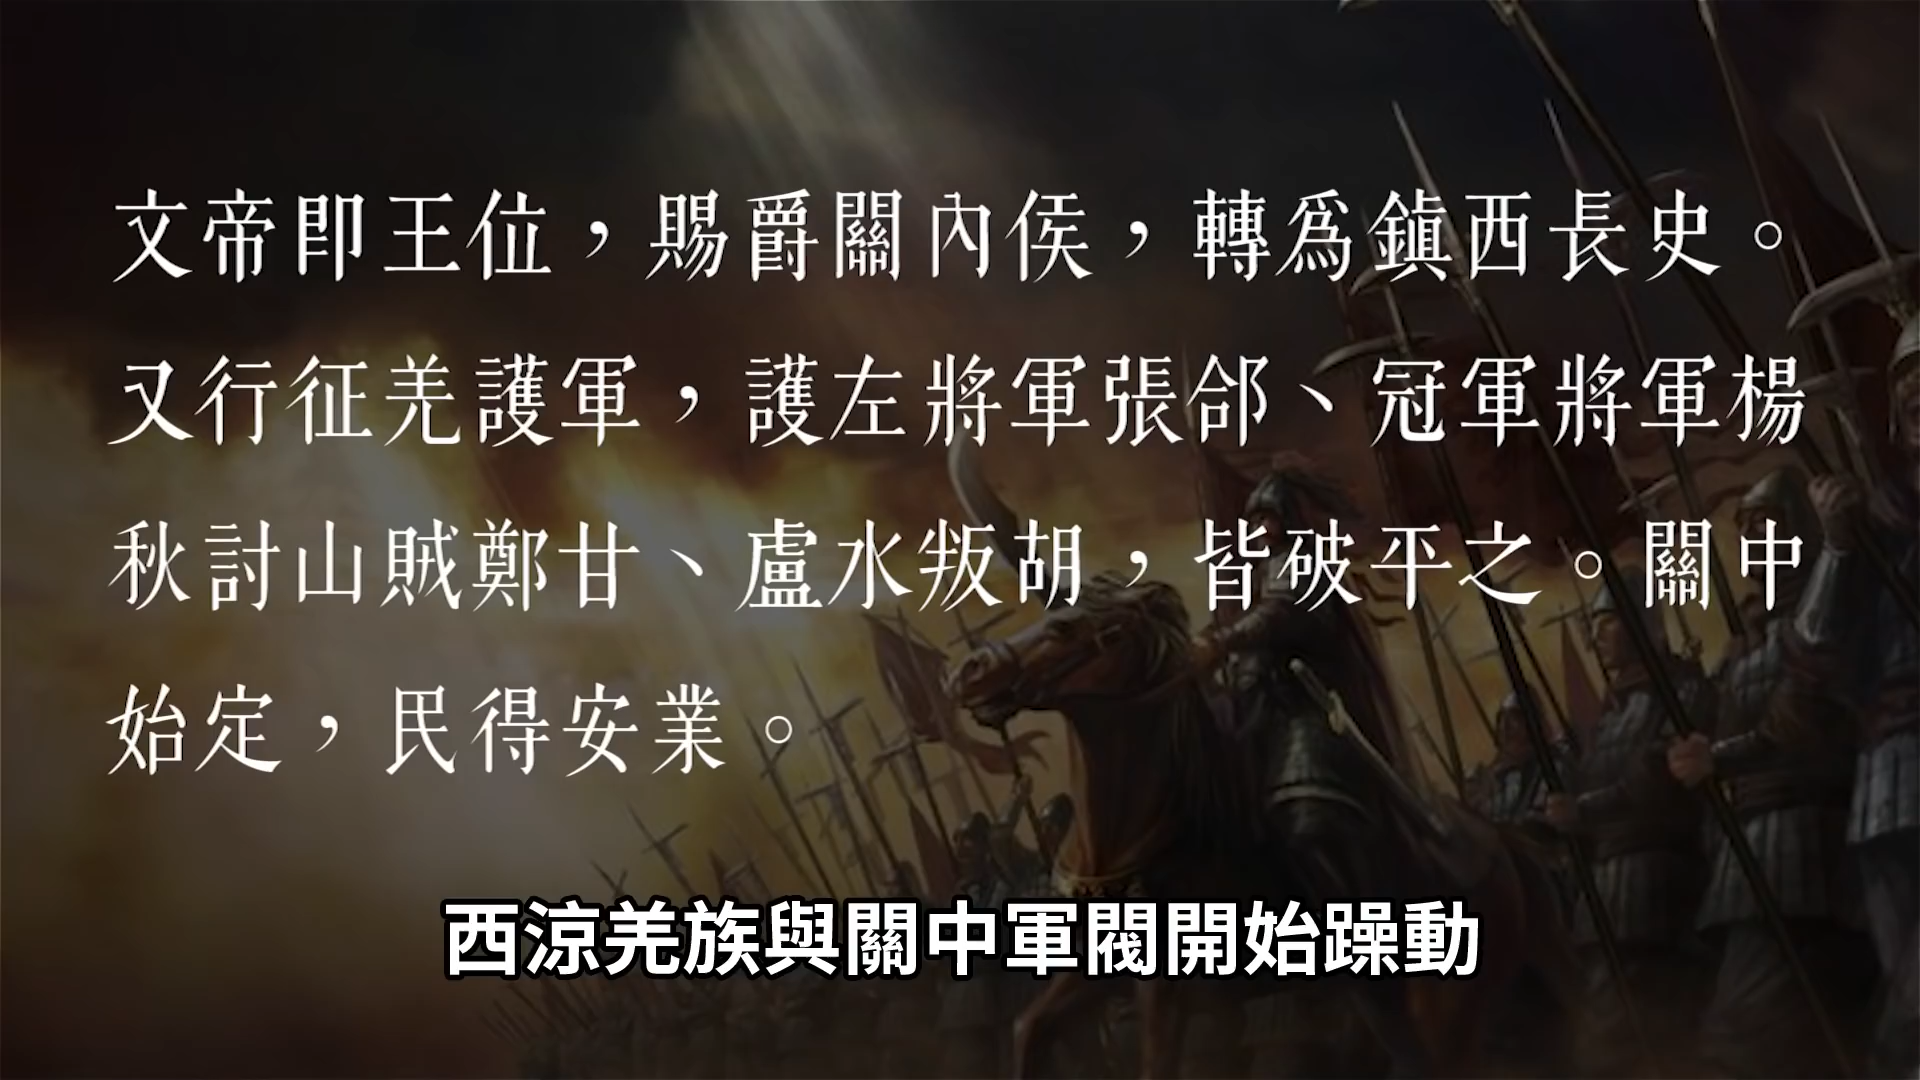 文帝即王位，賜爵關內侯，轉為鎮西長史。
又行征羌護軍，護左將軍張郃、冠軍將軍楊
秋討山賊鄭甘、盧水叛胡，皆破平之。關中
始定，民得安業。
西涼羌族與關中軍閥開始躁動